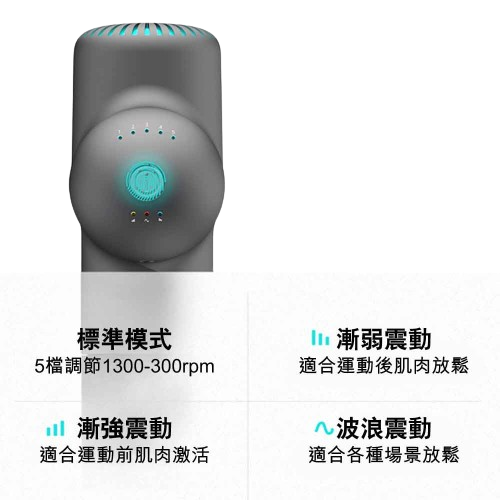 標準模式
5檔調節1300-300rpm
漸弱震動
適合運動後肌肉放鬆
漸強震動
適合運動前肌肉激活
波浪震動
適合各種場景放鬆